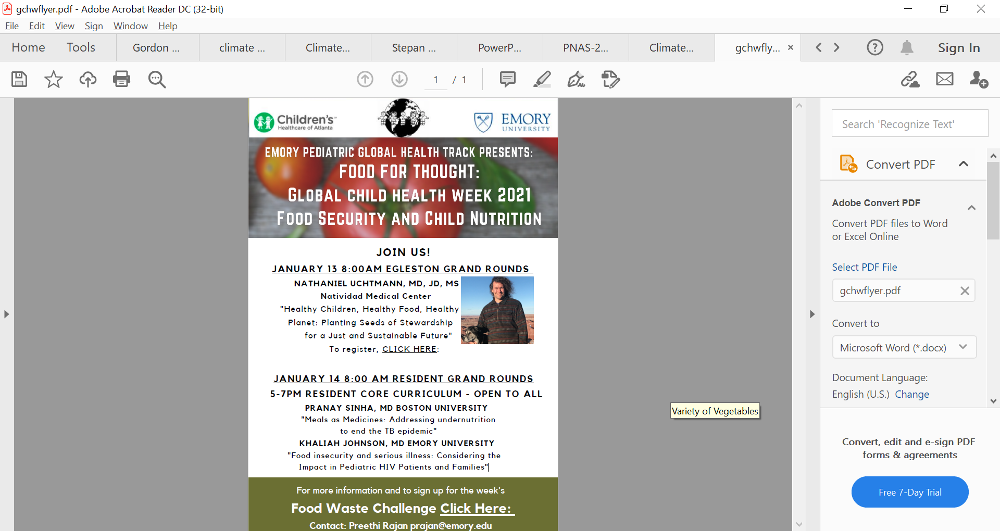 gchwflyer.pdf - Adobe Acrobat Reader DC (32-bit)
File Edit View Sign Window Help
Home Tools Gordon ... climate ... Climate... Stepan ... PowerP... PNAS-2... Climate... gchwfly... × Sign In
1 / 1
Children's
Healthcare of Atlanta
EMORY
UNIVERSITY
EMORY PEDIATRIC GLOBAL HEALTH TRACK PRESENTS:
FOOD FOR THOUGHT:
GLOBAL CHILD HEALTH WEEK 2021
FOOD SECURITY AND CHILD NUTRITION
JOIN US!
JANUARY 13 8:00AM EGLESTON GRAND ROUNDS
NATHANIEL UCHTMANN, MD, JD, MS
Natividad Medical Center
"Healthy Children, Healthy Food, Healthy
Planet: Planting Seeds of Stewardship
for a Just and Sustainable Future"
To register, CLICK HERE:
JANUARY 14 8:00 AM RESIDENT GRAND ROUNDS
5-7PM RESIDENT CORE CURRICULUM - OPEN TO ALL
PRANAY SINHA, MD BOSTON UNIVERSITY
"Meals as Medicines: Addressing undernutrition
to end the TB epidemic"
KHALIAH JOHNSON, MD EMORY UNIVERSITY
"Food insecurity and serious illness: Considering the
Impact in Pediatric HIV Patients and Families"
For more information and to sign up for the week's
Food Waste Challenge Click Here:
Contact: Preethi Rajan prajan@emory.edu
Variety of Vegetables
Search 'Recognize Text'
Convert PDF
Adobe Convert PDF
Convert PDF files to Word
or Excel Online
Select PDF File
gchwflyer.pdf
Convert to
Microsoft Word (*.docx)
Document Language:
English (U.S.) Change
Convert, edit and e-sign PDF
forms & agreements
Free 7-Day Trial